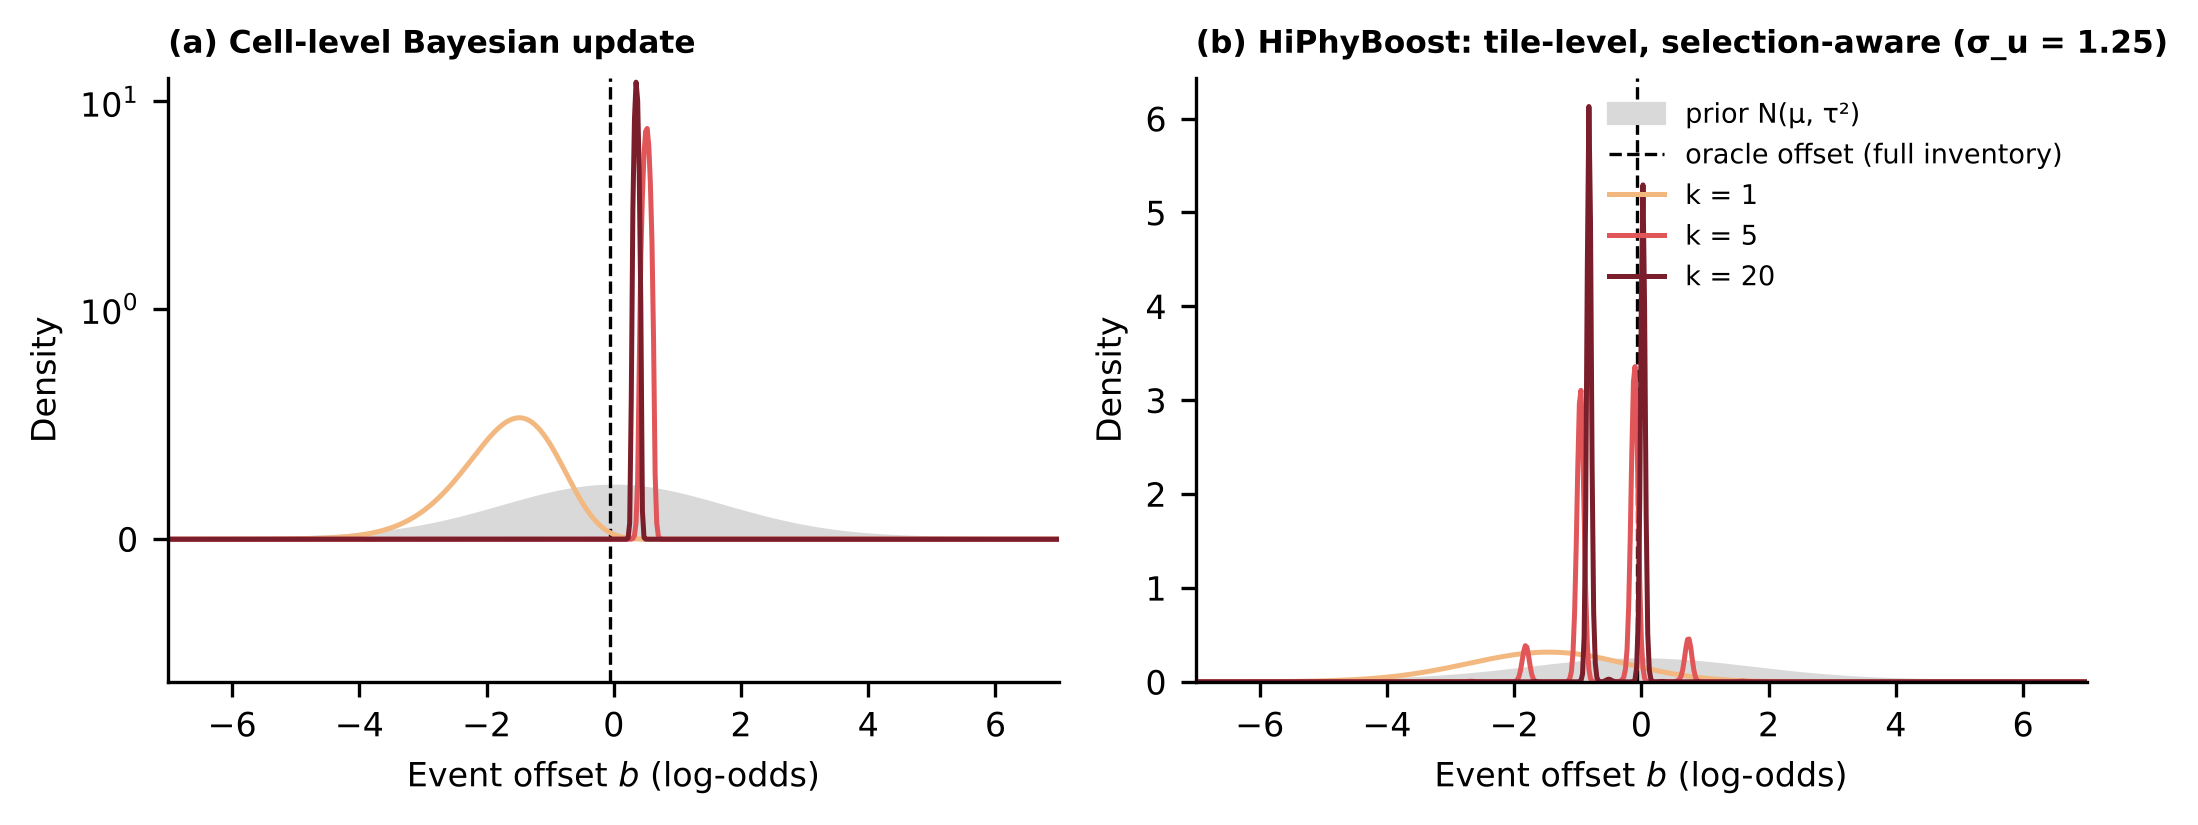 (a) Cell-level Bayesian update
10¹
10⁰
0
Density
−6 −4 −2 0 2 4 6
Event offset b (log-odds)
(b) HiPhyBoost: tile-level, selection-aware (σ_u = 1.25)
prior N(μ, τ²)
oracle offset (full inventory)
k = 1
k = 5
k = 20
6
5
4
3
2
1
0
Density
−6 −4 −2 0 2 4 6
Event offset b (log-odds)